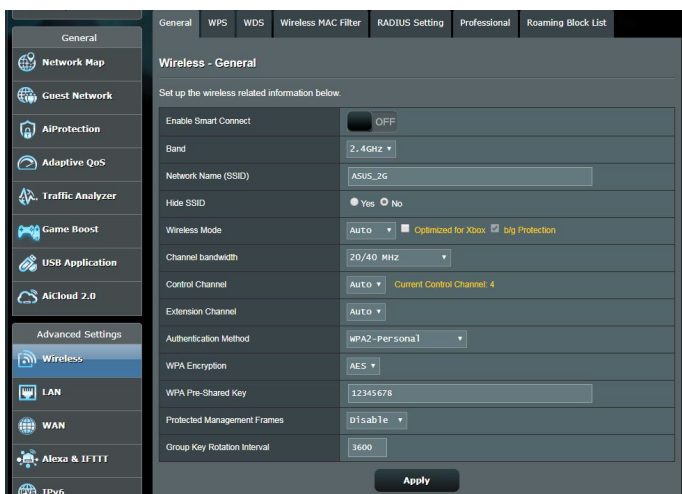 General
Network Map
Guest Network
AiProtection
Adaptive QoS
Traffic Analyzer
Game Boost
USB Application
AiCloud 2.0
Advanced Settings
Wireless
LAN
WAN
Alexa & IFTTT
IPv6
General WPS WDS Wireless MAC Filter RADIUS Setting Professional Roaming Block List
Wireless - General
Set up the wireless related information below.
Enable Smart Connect OFF
Band 2.4GHz
Network Name (SSID) ASUS_2G
Hide SSID Yes No
Wireless Mode Auto Optimized for Xbox b/g Protection
Channel bandwidth 20/40 MHz
Control Channel Auto Current Control Channel: 4
Extension Channel Auto
Authentication Method WPA2-Personal
WPA Encryption AES
WPA Pre-Shared Key 12345678
Protected Management Frames Disable
Group Key Rotation Interval 3600
Apply